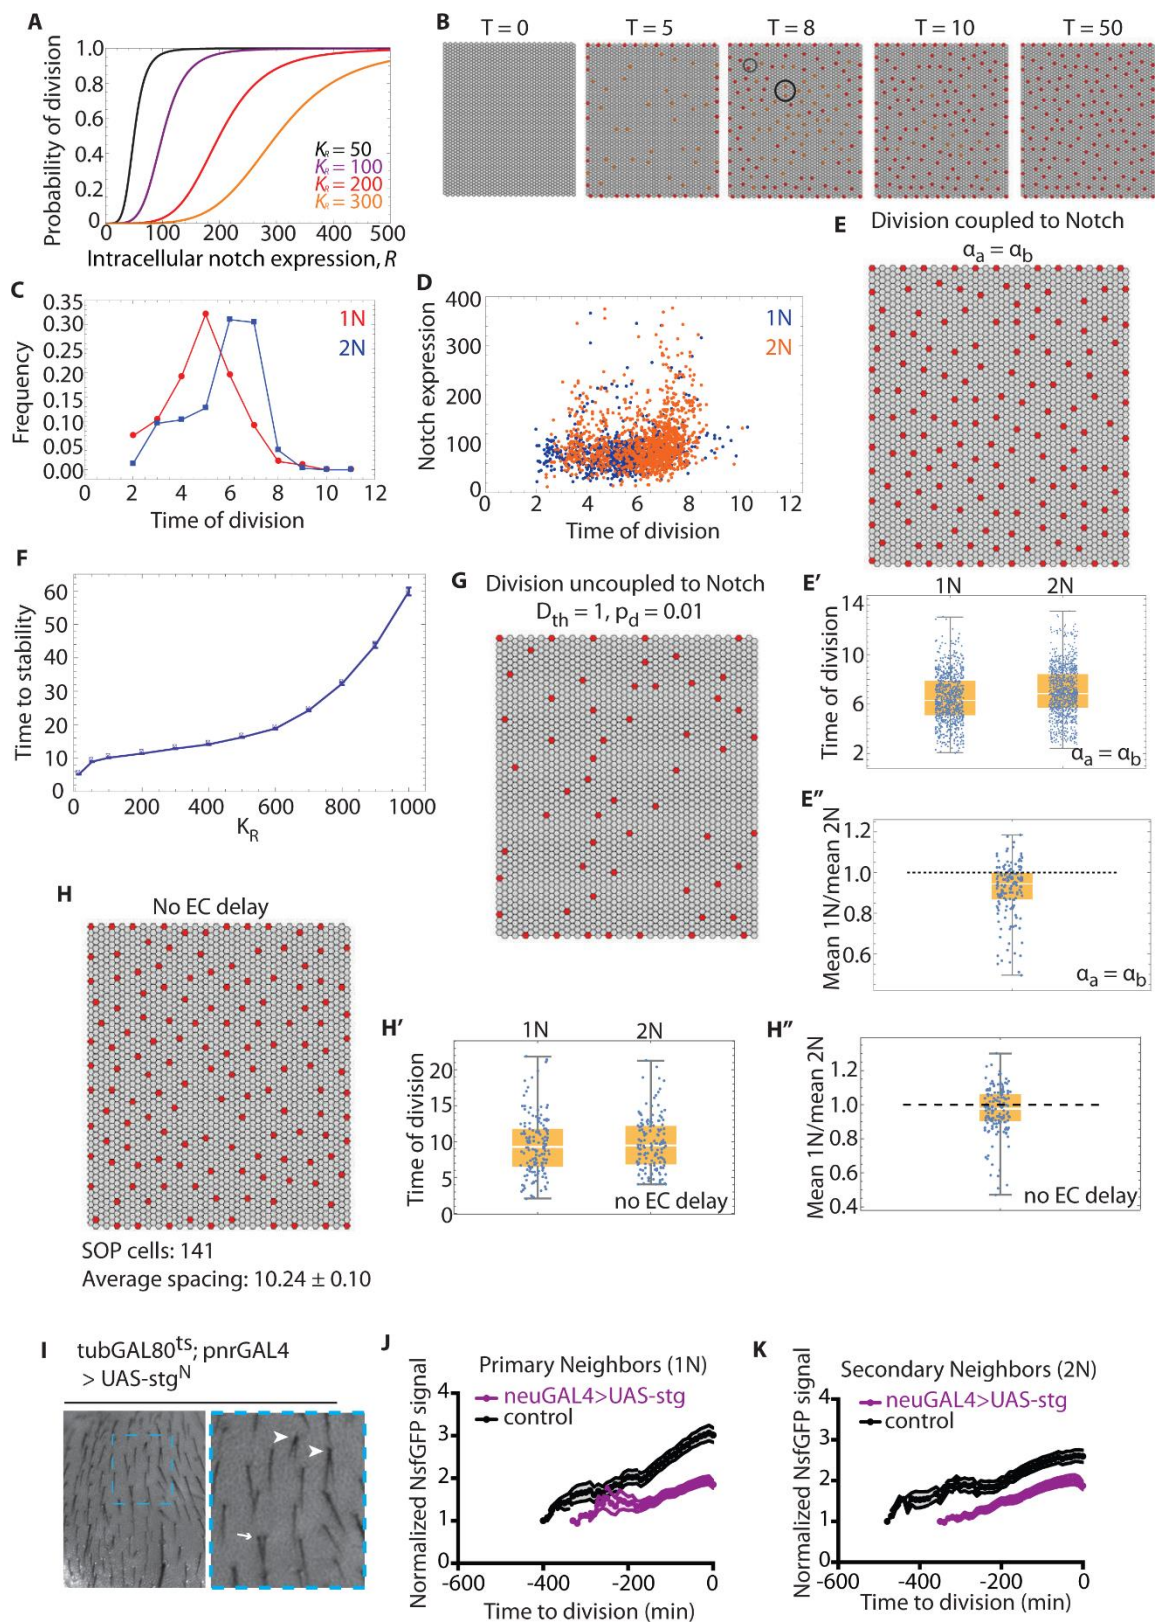 A
Probability of division
1.0
0.8
0.6
0.4
0.2
0
K_R = 50
K_R = 100
K_R = 200
K_R = 300
0 100 200 300 400 500
Intracellular notch expression, R
B
T = 0 T = 5 T = 8 T = 10 T = 50
C
Frequency
0.35
0.30
0.25
0.20
0.15
0.10
0.05
0.00
1N
2N
0 2 4 6 8 10 12
Time of division
D
Notch expression
400
300
200
100
0
1N
2N
0 2 4 6 8 10 12
Time of division
E
Division coupled to Notch
α_a = α_b
E'
1N 2N
Time of division
14
10
6
2
α_a = α_b
E"
Mean 1N/mean 2N
1.2
1.0
0.8
0.6
α_a = α_b
F
Time to stability
60
50
40
30
20
10
0
0 200 400 600 800 1000
K_R
G
Division uncoupled to Notch
D_th = 1, p_d = 0.01
H
No EC delay
SOP cells: 141
Average spacing: 10.24 ± 0.10
H'
1N 2N
Time of division
20
15
10
5
0
no EC delay
H"
Mean 1N/mean 2N
1.2
1.0
0.8
0.6
0.4
no EC delay
I
tubGAL80^ts; pnrGAL4
> UAS-stg^N
J
Primary Neighbors (1N)
Normalized NsfGFP signal
4
3
2
1
0
neuGAL4>UAS-stg
control
-600 -400 -200 0
Time to division (min)
K
Secondary Neighbors (2N)
Normalized NsfGFP signal
4
3
2
1
0
neuGAL4>UAS-stg
control
-600 -400 -200 0
Time to division (min)